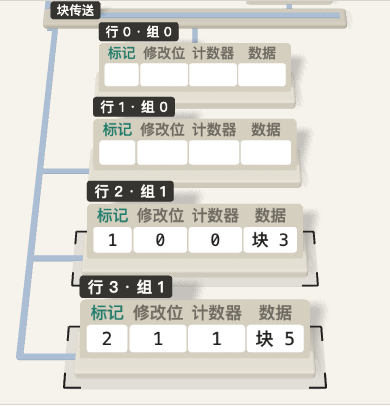 块传送
行 0 · 组 0
标记 修改位 计数器 数据
行 1 · 组 0
标记 修改位 计数器 数据
行 2 · 组 1
标记 修改位 计数器 数据
1 0 0 块 3
行 3 · 组 1
标记 修改位 计数器 数据
2 1 1 块 5